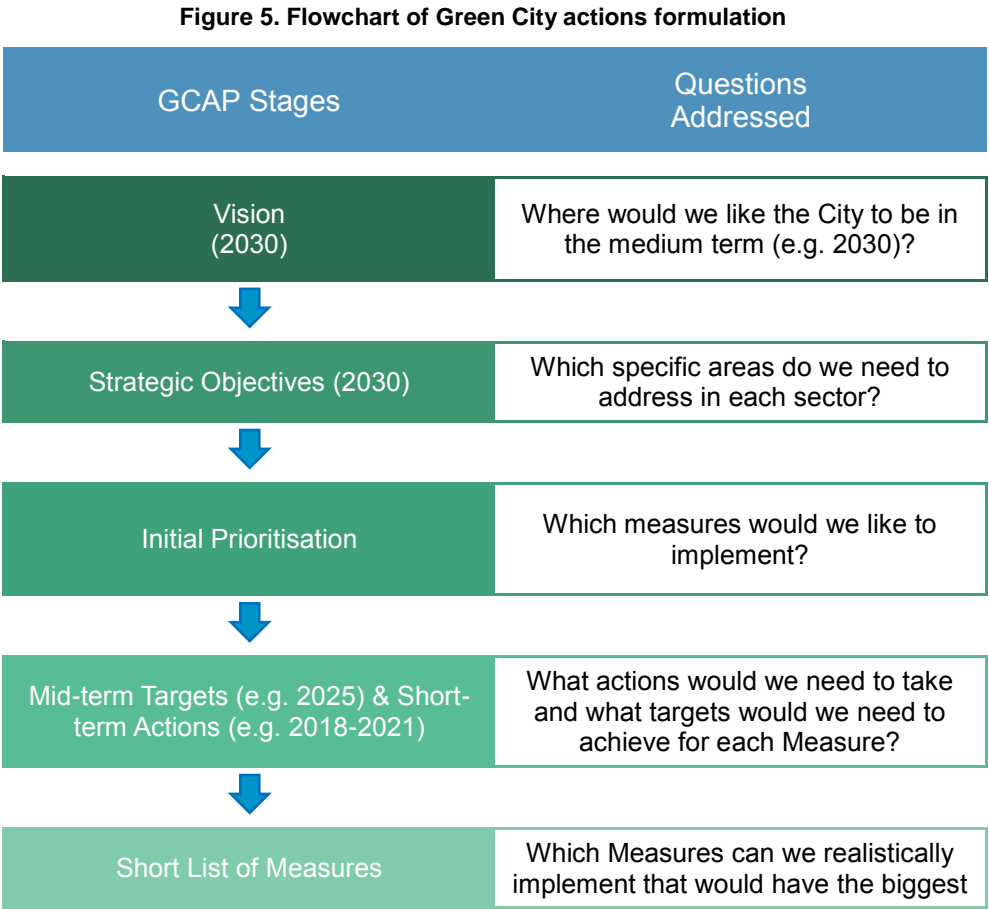 Figure 5. Flowchart of Green City actions formulation
GCAP Stages
Questions
Addressed
Vision
(2030)
Where would we like the City to be in
the medium term (e.g. 2030)?
Strategic Objectives (2030)
Which specific areas do we need to
address in each sector?
Initial Prioritisation
Which measures would we like to
implement?
Mid-term Targets (e.g. 2025) & Short-
term Actions (e.g. 2018-2021)
What actions would we need to take
and what targets would we need to
achieve for each Measure?
Short List of Measures
Which Measures can we realistically
implement that would have the biggest